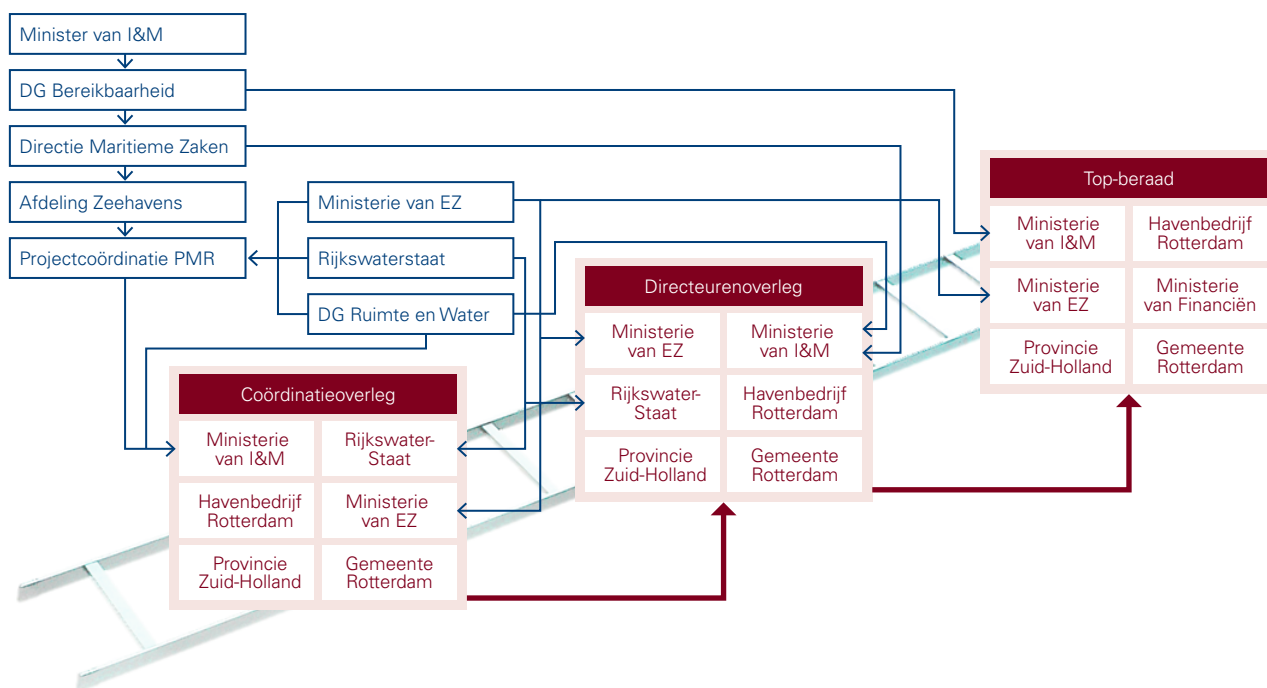 Minister van I&M
DG Bereikbaarheid
Directie Maritieme Zaken
Afdeling Zeehavens
Projectcoördinatie PMR
Ministerie van EZ
Rijkswaterstaat
DG Ruimte en Water
Coördinatieoverleg
Ministerie
van I&M
Rijkswater-
Staat
Havenbedrijf
Rotterdam
Ministerie
van EZ
Provincie
Zuid-Holland
Gemeente
Rotterdam
Directeurenoverleg
Ministerie
van EZ
Ministerie
van I&M
Rijkswater-
Staat
Havenbedrijf
Rotterdam
Provincie
Zuid-Holland
Gemeente
Rotterdam
Top-beraad
Ministerie
van I&M
Havenbedrijf
Rotterdam
Ministerie
van EZ
Ministerie
van Financiën
Provincie
Zuid-Holland
Gemeente
Rotterdam